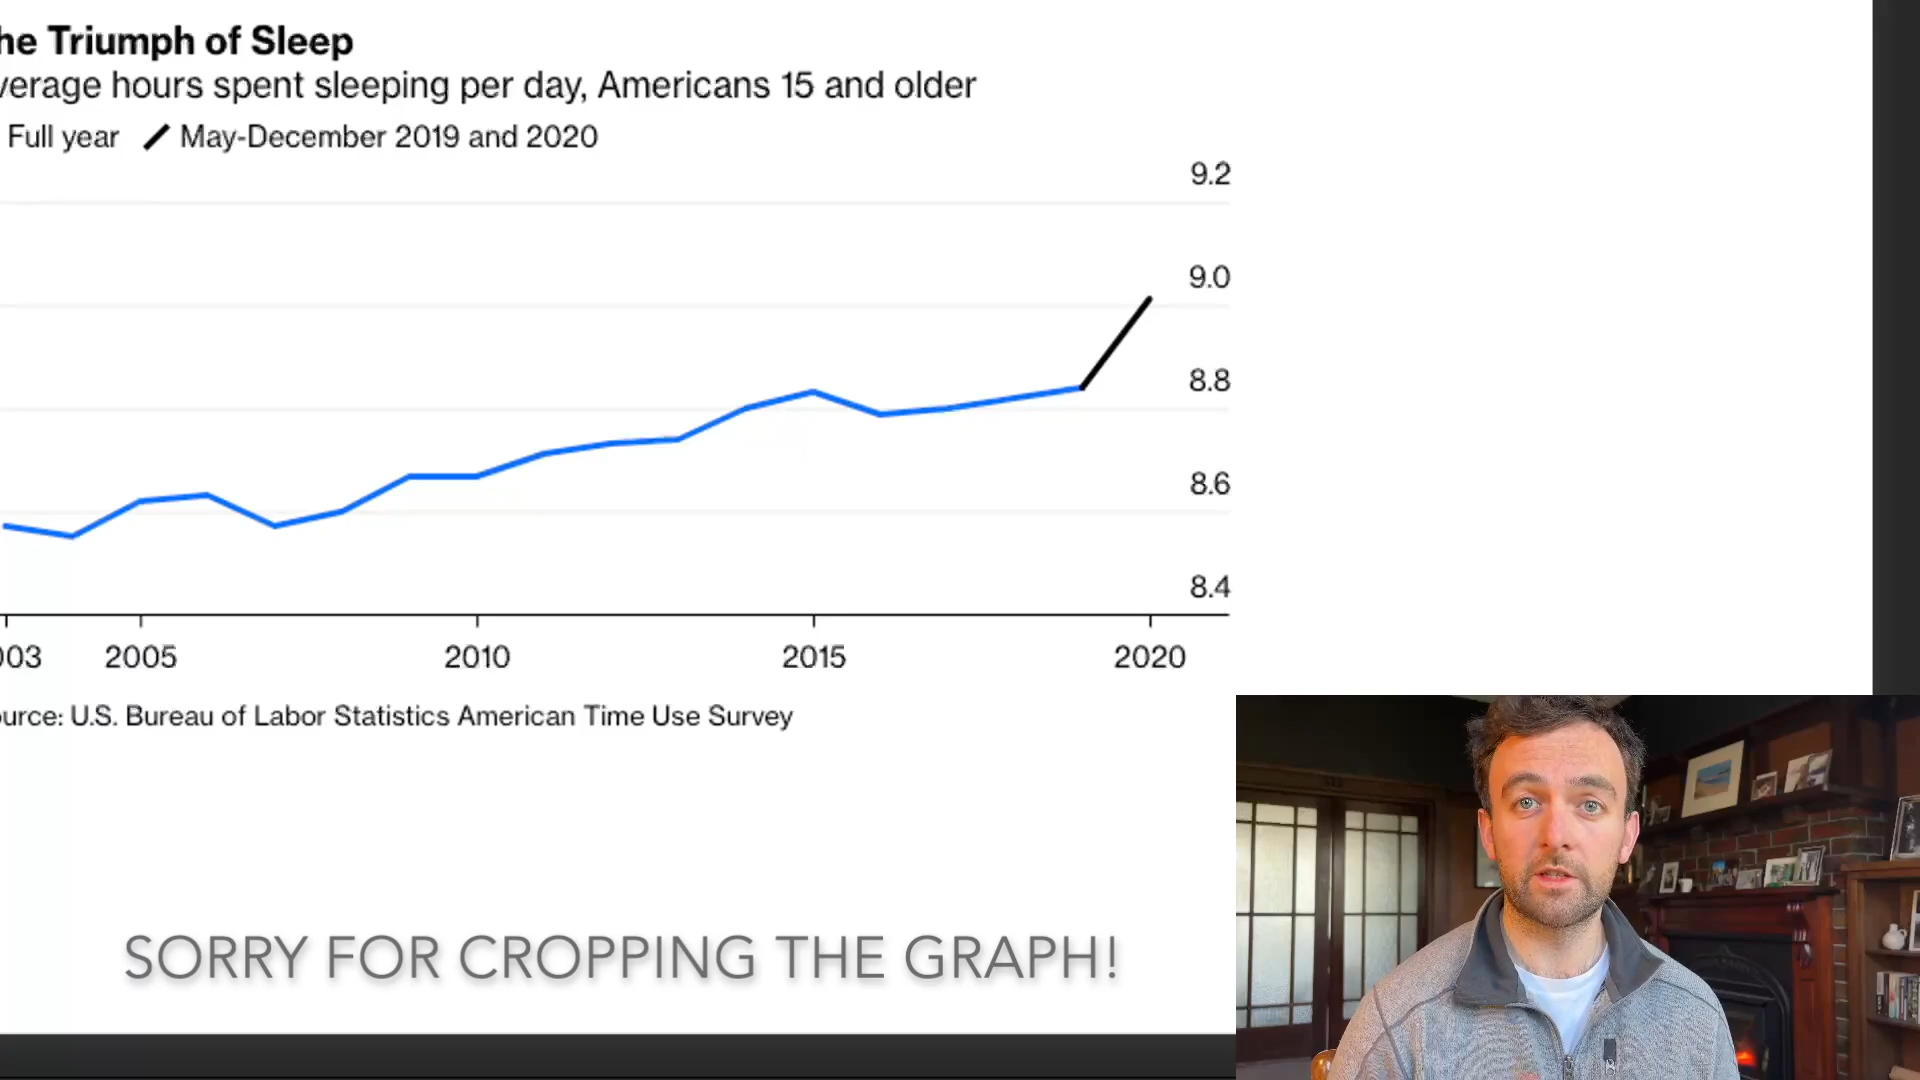 he Triumph of Sleep
verage hours spent sleeping per day, Americans 15 and older
Full year May-December 2019 and 2020
9.2
9.0
8.8
8.6
8.4
003 2005 2010 2015 2020
ource: U.S. Bureau of Labor Statistics American Time Use Survey
SORRY FOR CROPPING THE GRAPH!